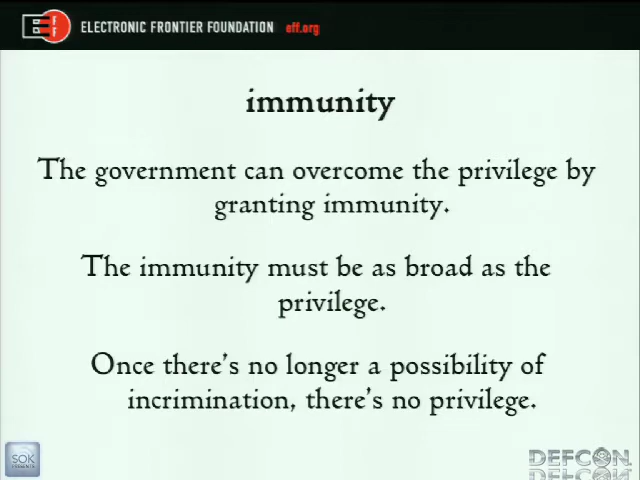 EFF ELECTRONIC FRONTIER FOUNDATION eff.org
immunity
The government can overcome the privilege by
granting immunity.
The immunity must be as broad as the
privilege.
Once there's no longer a possibility of
incrimination, there's no privilege.
SOK
DEFCON.